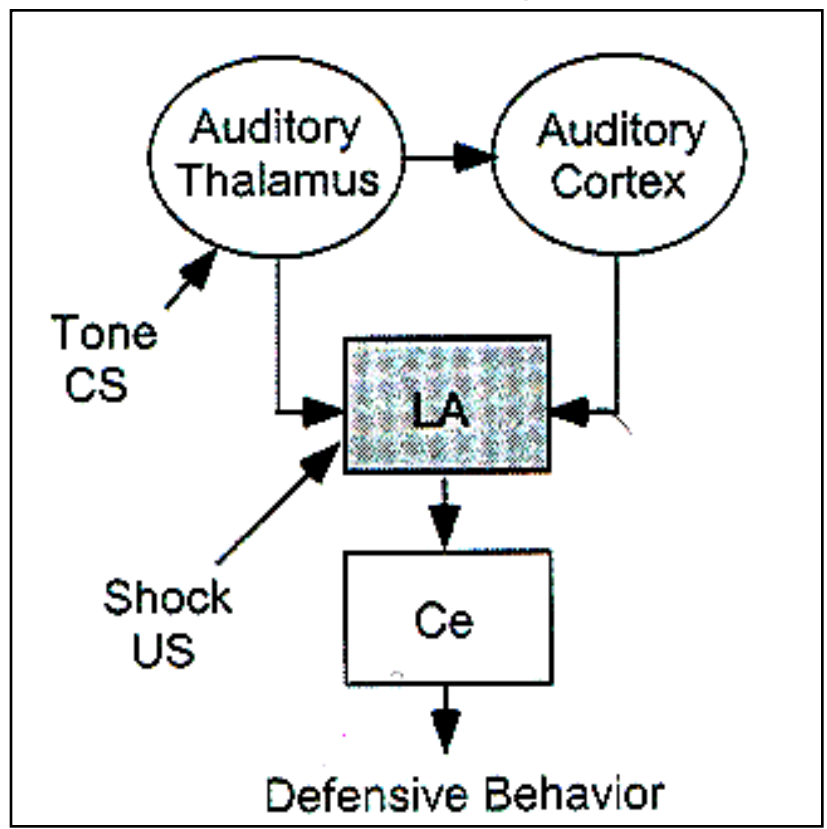 Auditory
Thalamus
Auditory
Cortex
Tone
CS
LA
Shock
US
Ce
Defensive Behavior